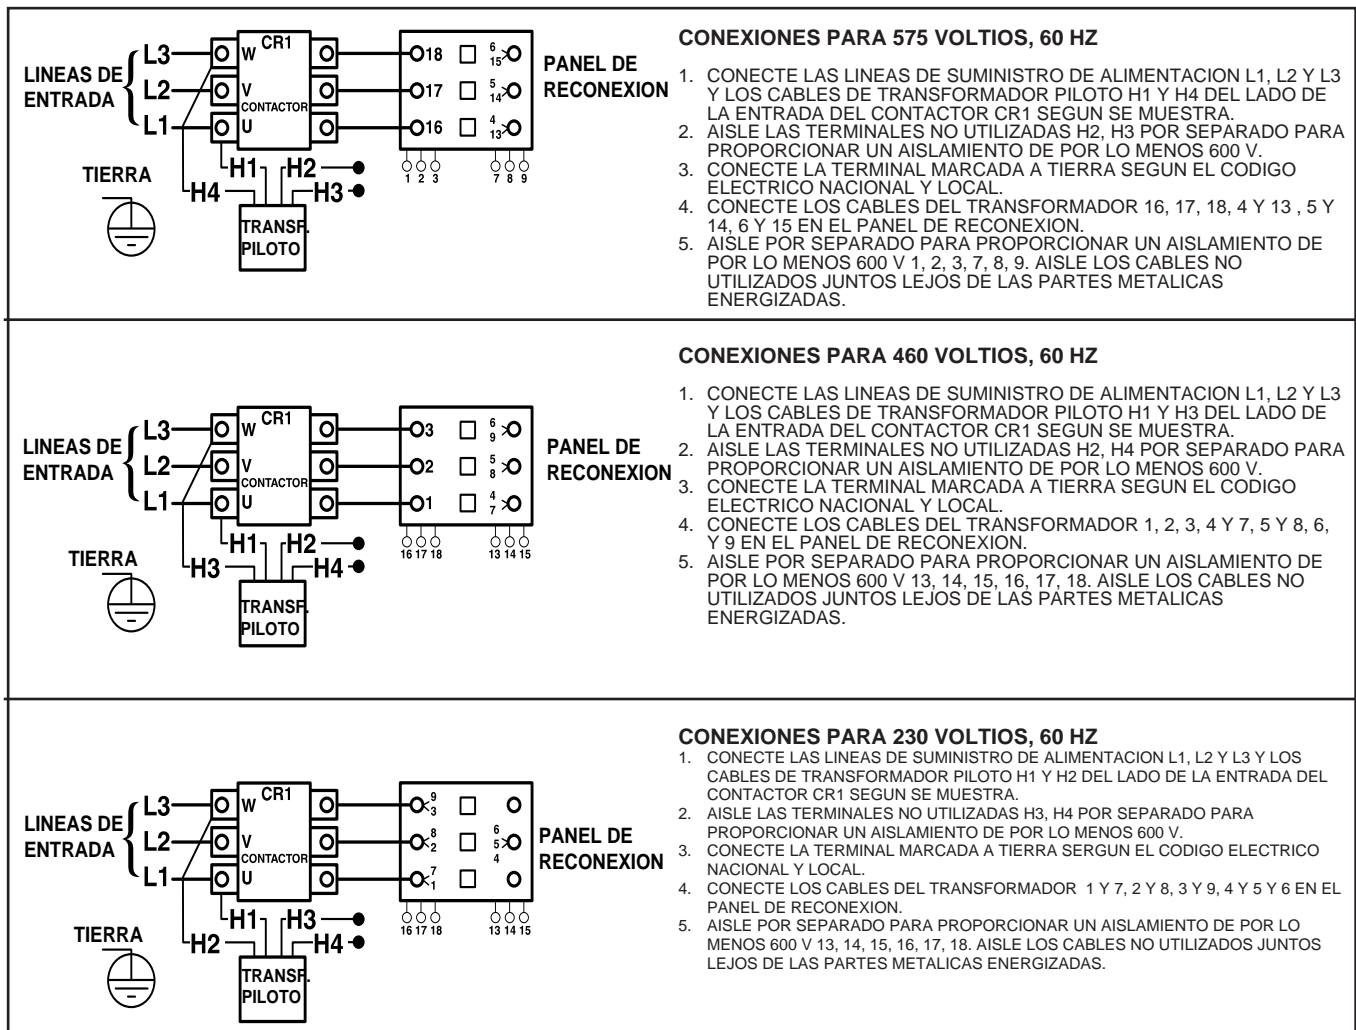 L3
L2
L1
LINEAS DE
ENTRADA
CR1
W
V
CONTACTOR
U
18
17
16
6
15
5
14
4
13
PANEL DE
RECONEXION
1 2 3
7 8 9
H1
H2
H4
H3
TIERRA
TRANSF.
PILOTO
CONEXIONES PARA 575 VOLTIOS, 60 HZ
1. CONECTE LAS LINEAS DE SUMINISTRO DE ALIMENTACION L1, L2 Y L3
Y LOS CABLES DE TRANSFORMADOR PILOTO H1 Y H4 DEL LADO DE
LA ENTRADA DEL CONTACTOR CR1 SEGUN SE MUESTRA.
2. AISLE LAS TERMINALES NO UTILIZADAS H2, H3 POR SEPARADO PARA
PROPORCIONAR UN AISLAMIENTO DE POR LO MENOS 600 V.
3. CONECTE LA TERMINAL MARCADA A TIERRA SEGUN EL CODIGO
ELECTRICO NACIONAL Y LOCAL.
4. CONECTE LOS CABLES DEL TRANSFORMADOR 16, 17, 18, 4 Y 13 , 5 Y
14, 6 Y 15 EN EL PANEL DE RECONEXION.
5. AISLE POR SEPARADO PARA PROPORCIONAR UN AISLAMIENTO DE
POR LO MENOS 600 V 1, 2, 3, 7, 8, 9. AISLE LOS CABLES NO
UTILIZADOS JUNTOS LEJOS DE LAS PARTES METALICAS
ENERGIZADAS.
L3
L2
L1
LINEAS DE
ENTRADA
CR1
W
V
CONTACTOR
U
3
2
1
6
9
5
8
4
7
PANEL DE
RECONEXION
16 17 18
13 14 15
H1
H2
H3
H4
TIERRA
TRANSF.
PILOTO
CONEXIONES PARA 460 VOLTIOS, 60 HZ
1. CONECTE LAS LINEAS DE SUMINISTRO DE ALIMENTACION L1, L2 Y L3
Y LOS CABLES DE TRANSFORMADOR PILOTO H1 Y H3 DEL LADO DE
LA ENTRADA DEL CONTACTOR CR1 SEGUN SE MUESTRA.
2. AISLE LAS TERMINALES NO UTILIZADAS H2, H4 POR SEPARADO PARA
PROPORCIONAR UN AISLAMIENTO DE POR LO MENOS 600 V.
3. CONECTE LA TERMINAL MARCADA A TIERRA SEGUN EL CODIGO
ELECTRICO NACIONAL Y LOCAL.
4. CONECTE LOS CABLES DEL TRANSFORMADOR 1, 2, 3, 4 Y 7, 5 Y 8, 6,
Y 9 EN EL PANEL DE RECONEXION.
5. AISLE POR SEPARADO PARA PROPORCIONAR UN AISLAMIENTO DE
POR LO MENOS 600 V 13, 14, 15, 16, 17, 18. AISLE LOS CABLES NO
UTILIZADOS JUNTOS LEJOS DE LAS PARTES METALICAS
ENERGIZADAS.
L3
L2
L1
LINEAS DE
ENTRADA
CR1
W
V
CONTACTOR
U
9
3
8
2
7
1
6
5
4
PANEL DE
RECONEXION
16 17 18
13 14 15
H1
H3
H2
H4
TIERRA
TRANSF.
PILOTO
CONEXIONES PARA 230 VOLTIOS, 60 HZ
1. CONECTE LAS LINEAS DE SUMINISTRO DE ALIMENTACION L1, L2 Y L3 Y LOS
CABLES DE TRANSFORMADOR PILOTO H1 Y H2 DEL LADO DE LA ENTRADA DEL
CONTACTOR CR1 SEGUN SE MUESTRA.
2. AISLE LAS TERMINALES NO UTILIZADAS H3, H4 POR SEPARADO PARA
PROPORCIONAR UN AISLAMIENTO DE POR LO MENOS 600 V.
3. CONECTE LA TERMINAL MARCADA A TIERRA SERGUN EL CODIGO ELECTRICO
NACIONAL Y LOCAL.
4. CONECTE LOS CABLES DEL TRANSFORMADOR 1 Y 7, 2 Y 8, 3 Y 9, 4 Y 5 Y 6 EN EL
PANEL DE RECONEXION.
5. AISLE POR SEPARADO PARA PROPORCIONAR UN AISLAMIENTO DE POR LO
MENOS 600 V 13, 14, 15, 16, 17, 18. AISLE LOS CABLES NO UTILIZADOS JUNTOS
LEJOS DE LAS PARTES METALICAS ENERGIZADAS.